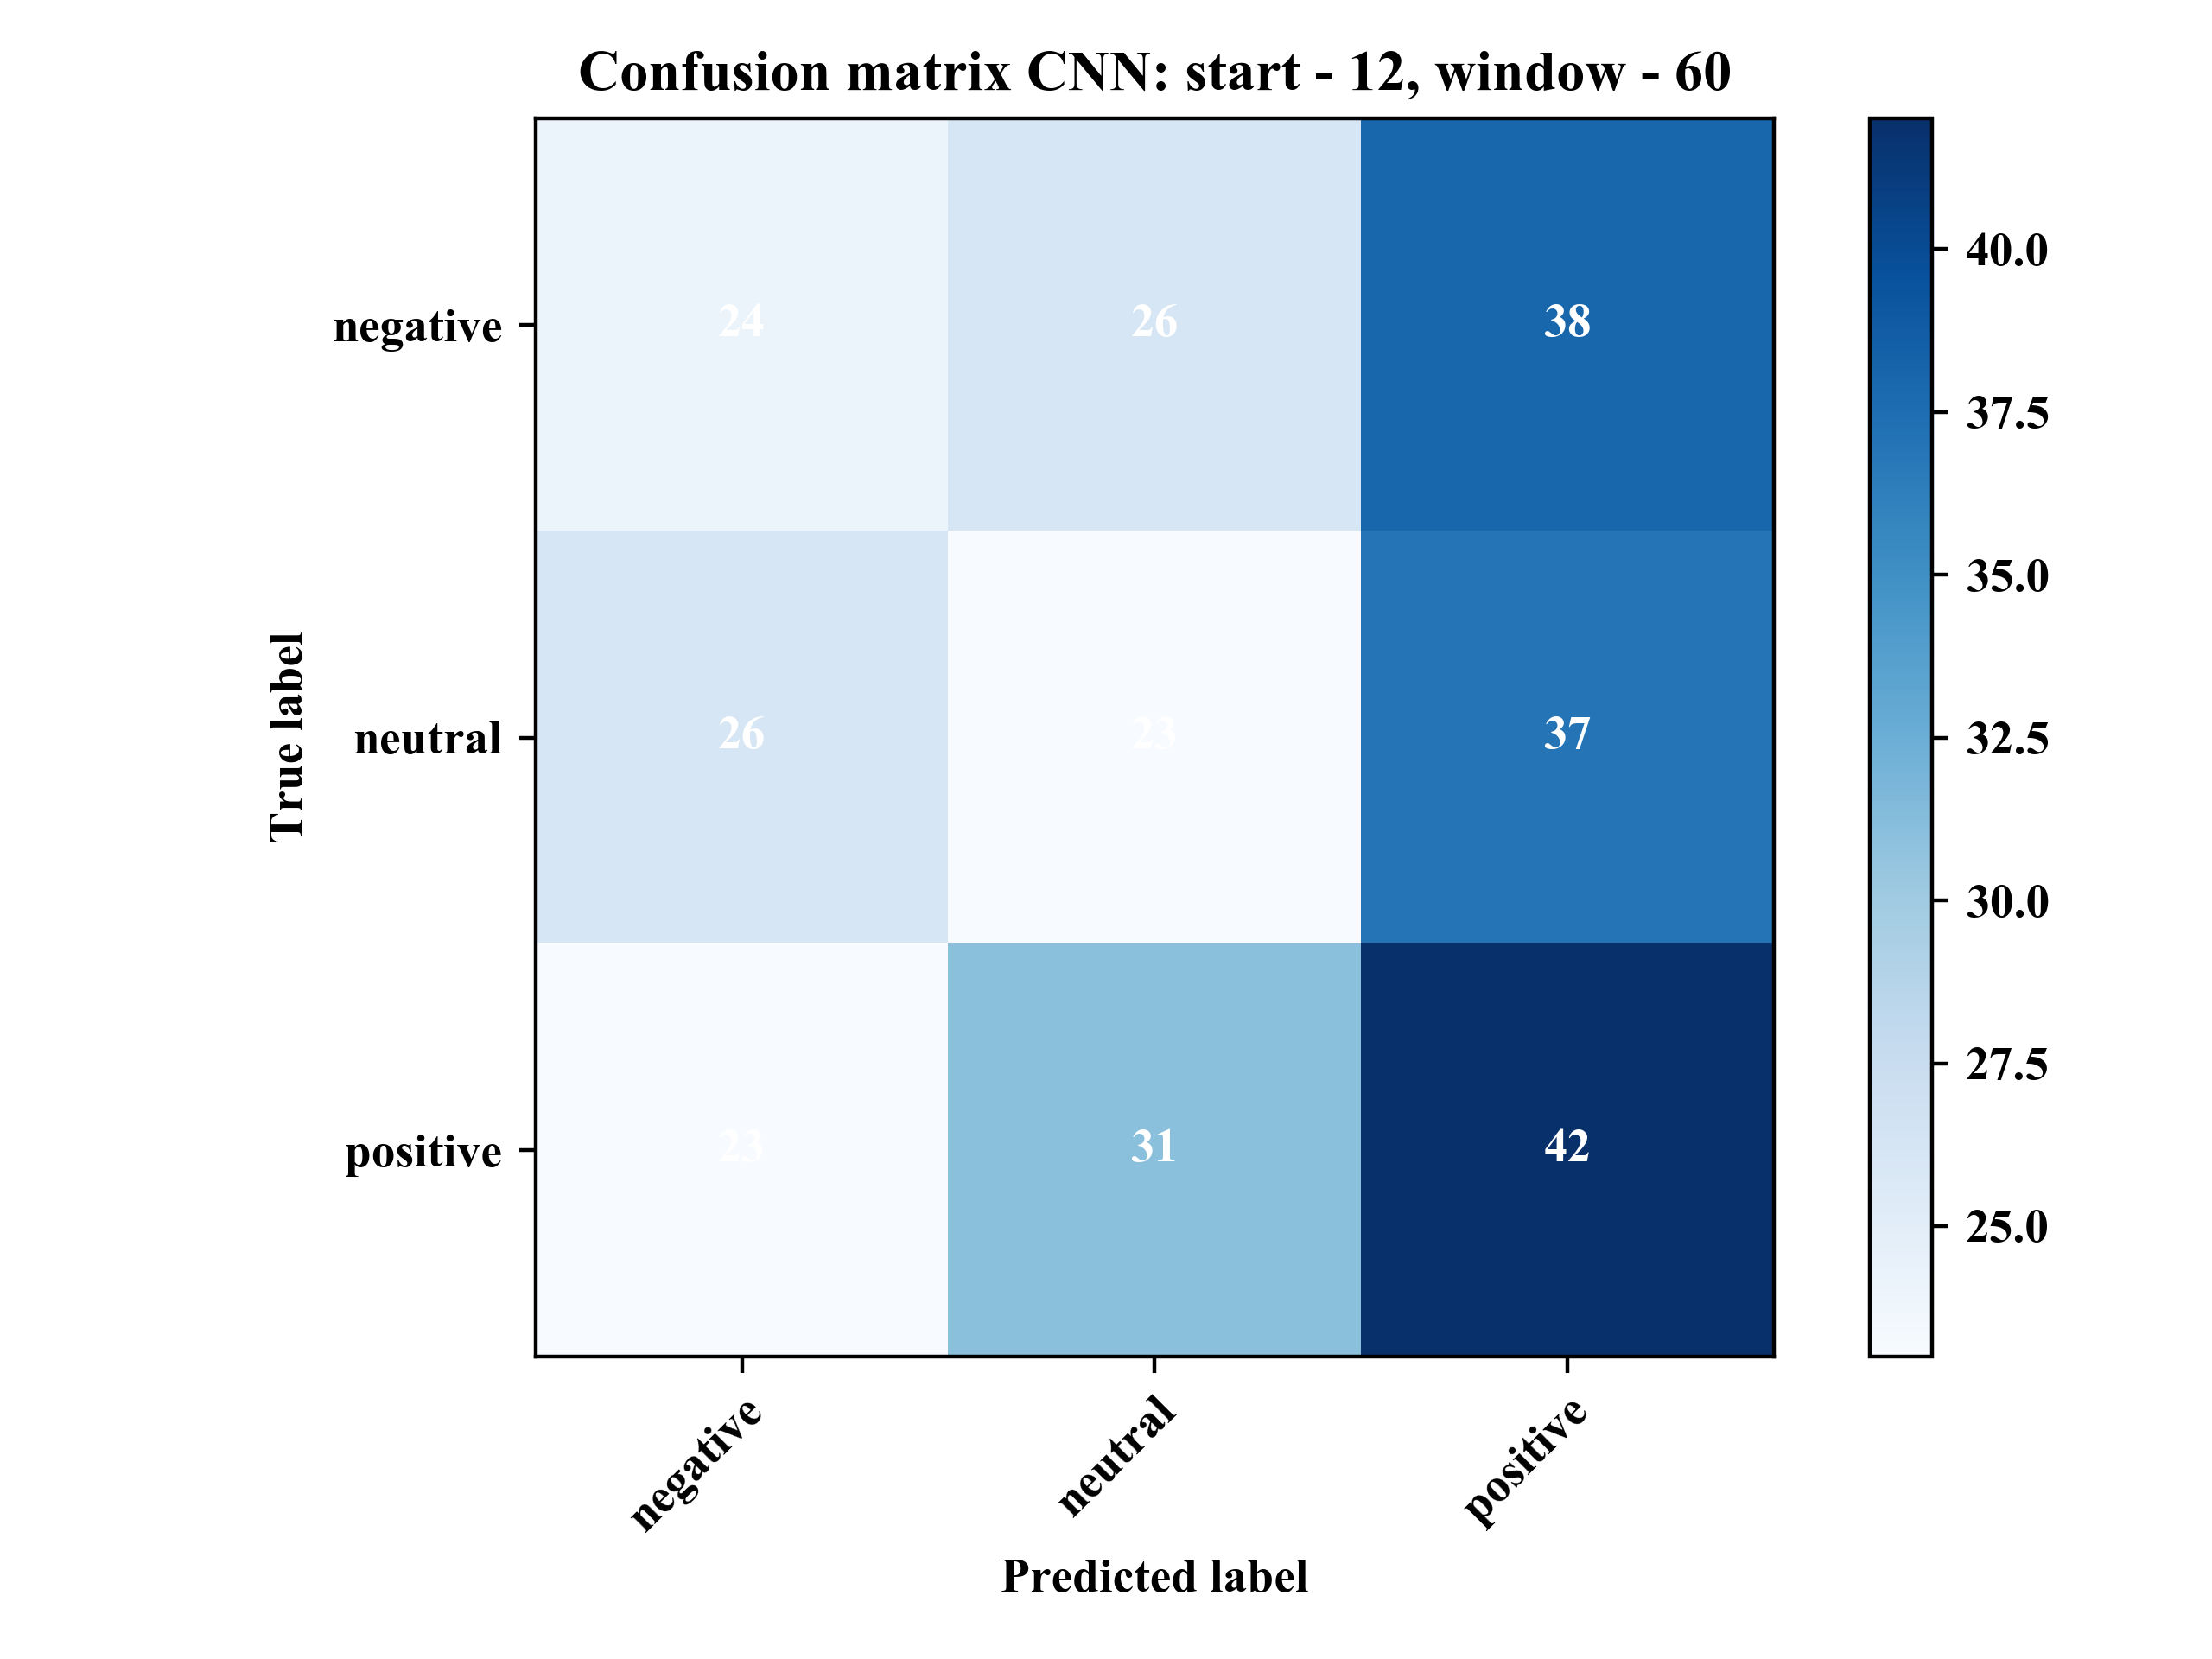 Confusion matrix CNN: start - 12, window - 60
True label
negative
24
26
38
neutral
26
23
37
positive
23
31
42
negative
neutral
positive
Predicted label
40.0
37.5
35.0
32.5
30.0
27.5
25.0